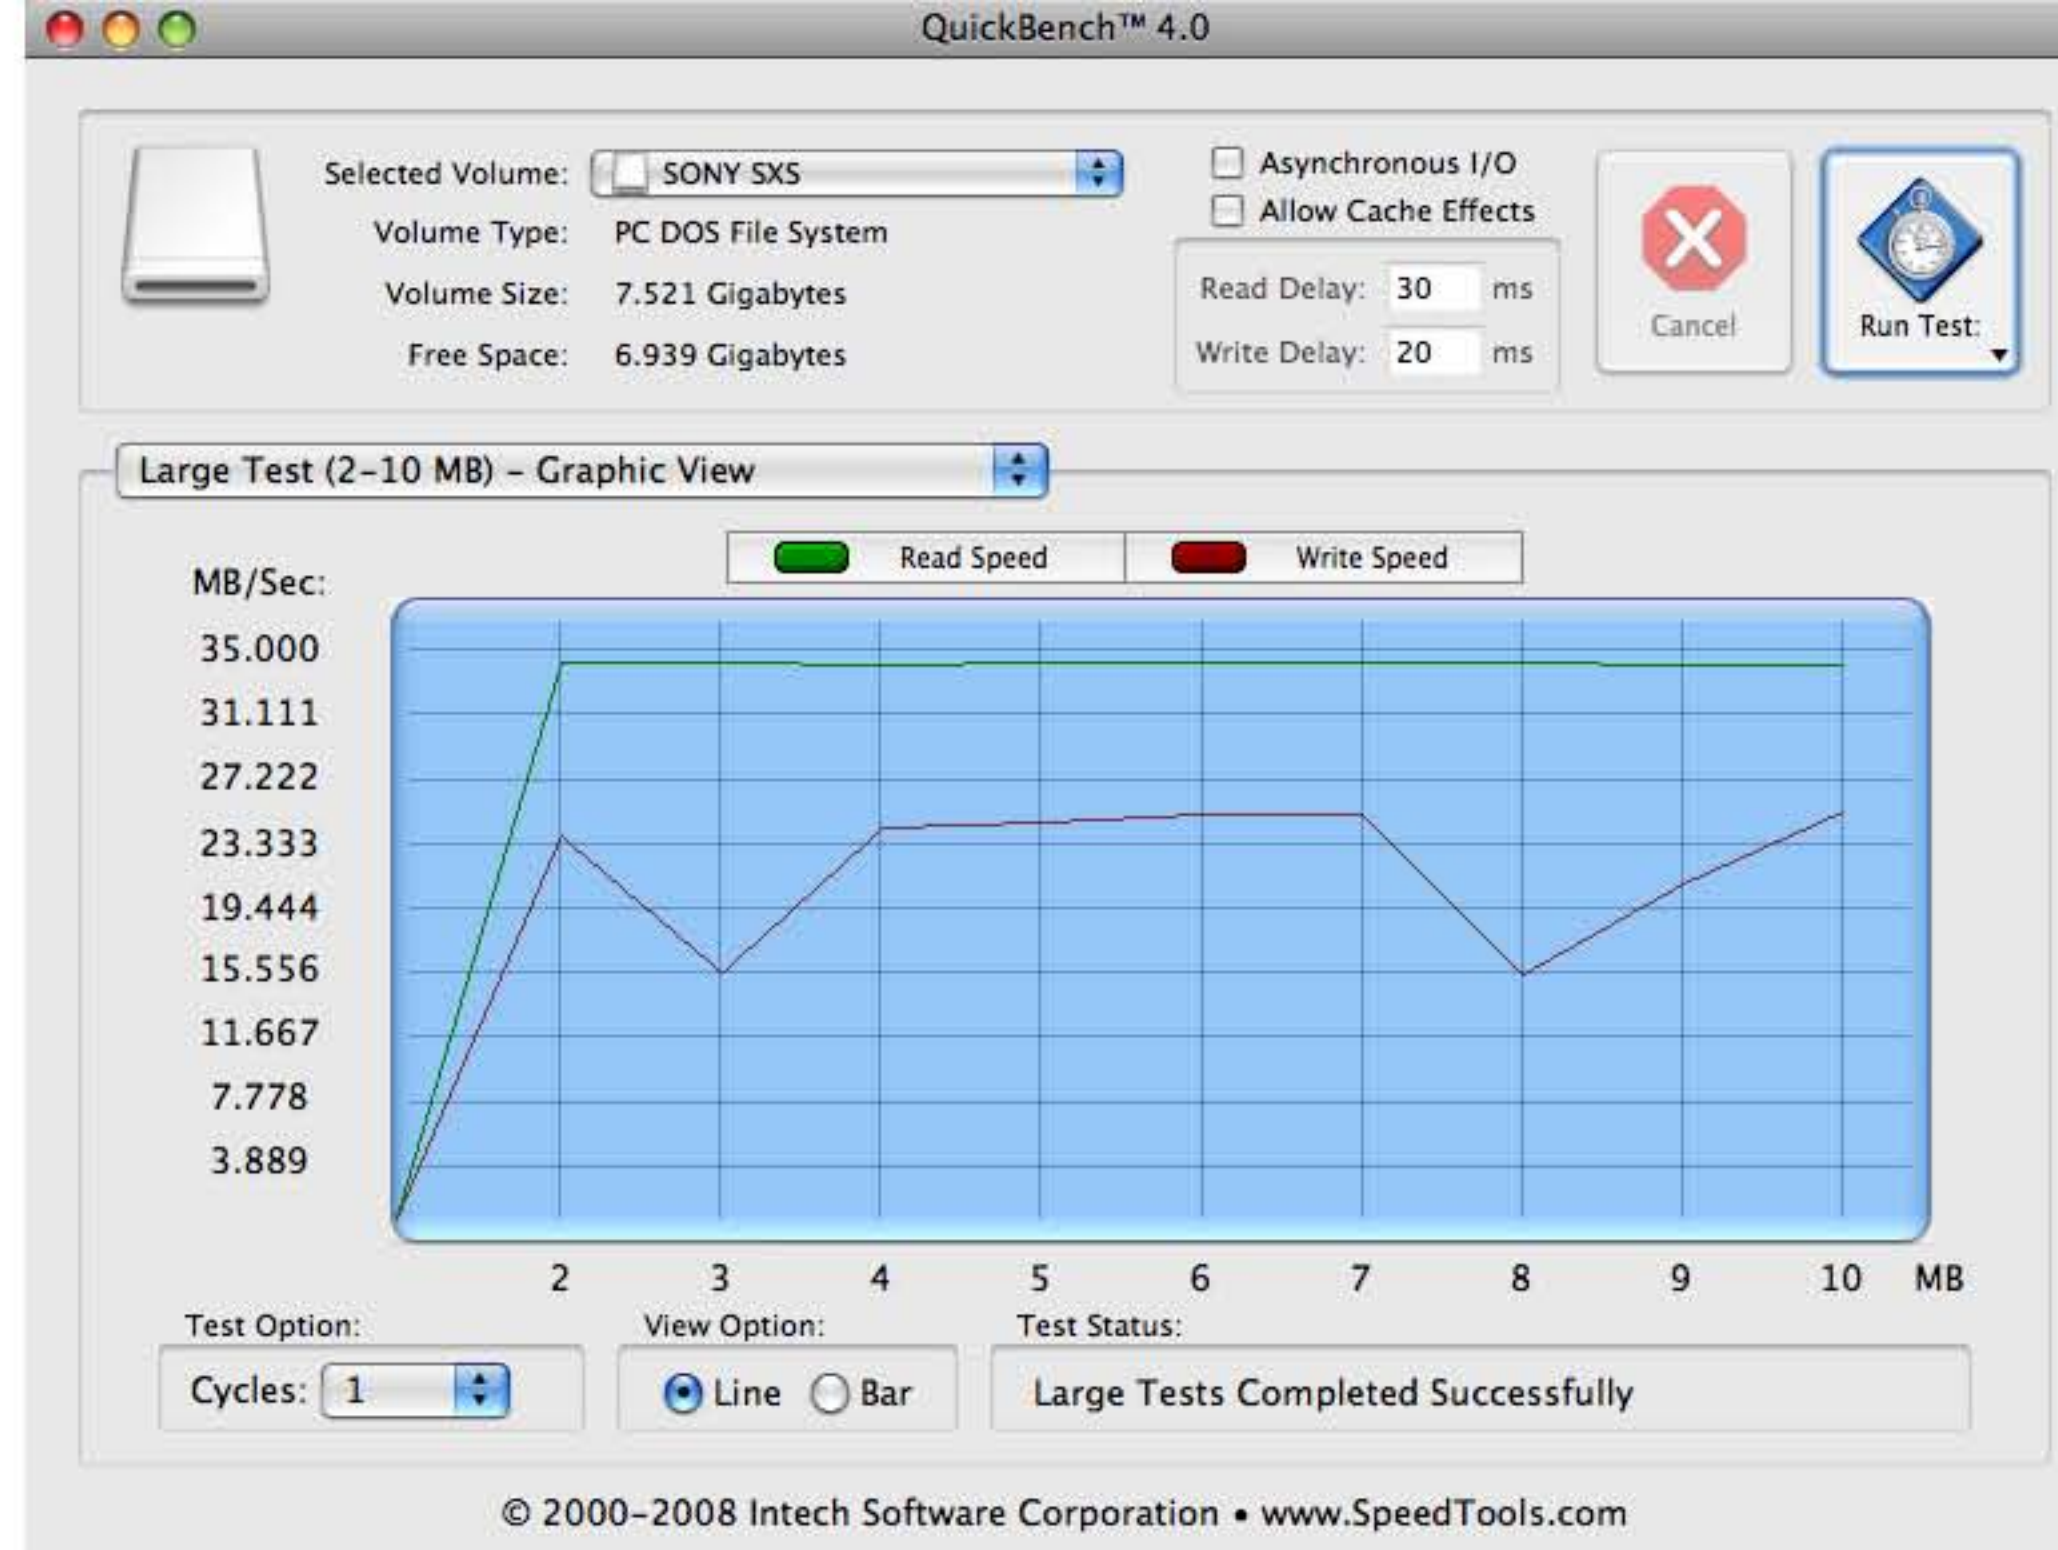 QuickBench™ 4.0
Selected Volume: SONY SXS
Volume Type: PC DOS File System
Volume Size: 7.521 Gigabytes
Free Space: 6.939 Gigabytes
Asynchronous I/O
Allow Cache Effects
Read Delay: 30 ms
Write Delay: 20 ms
Cancel
Run Test:
Large Test (2-10 MB) - Graphic View
Read Speed Write Speed
MB/Sec:
35.000
31.111
27.222
23.333
19.444
15.556
11.667
7.778
3.889
2 3 4 5 6 7 8 9 10 MB
Test Option:
Cycles: 1
View Option:
Line Bar
Test Status:
Large Tests Completed Successfully
© 2000-2008 Intech Software Corporation • www.SpeedTools.com